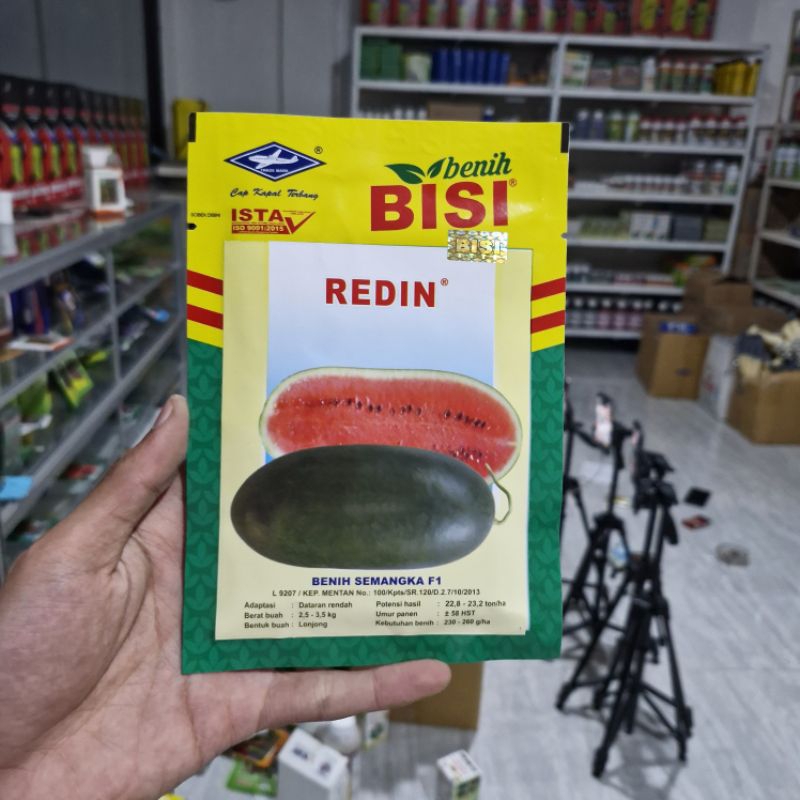 TRADE MARK
®
Cap Kapal Terbang
ISTA
ISO 9001:2015
benih
BISI®
BISI
REDIN®
BENIH SEMANGKA F1
L 9207 / KEP. MENTAN No.: 100/Kpts/SR.120/D.2.7/10/2013
Adaptasi : Dataran rendah
Berat buah : 2,5 - 3,5 kg
Bentuk buah : Lonjong
Potensi hasil : 22,8 - 23,2 ton/ha
Umur panen : ± 58 HST
Kebutuhan benih : 230 - 260 g/ha